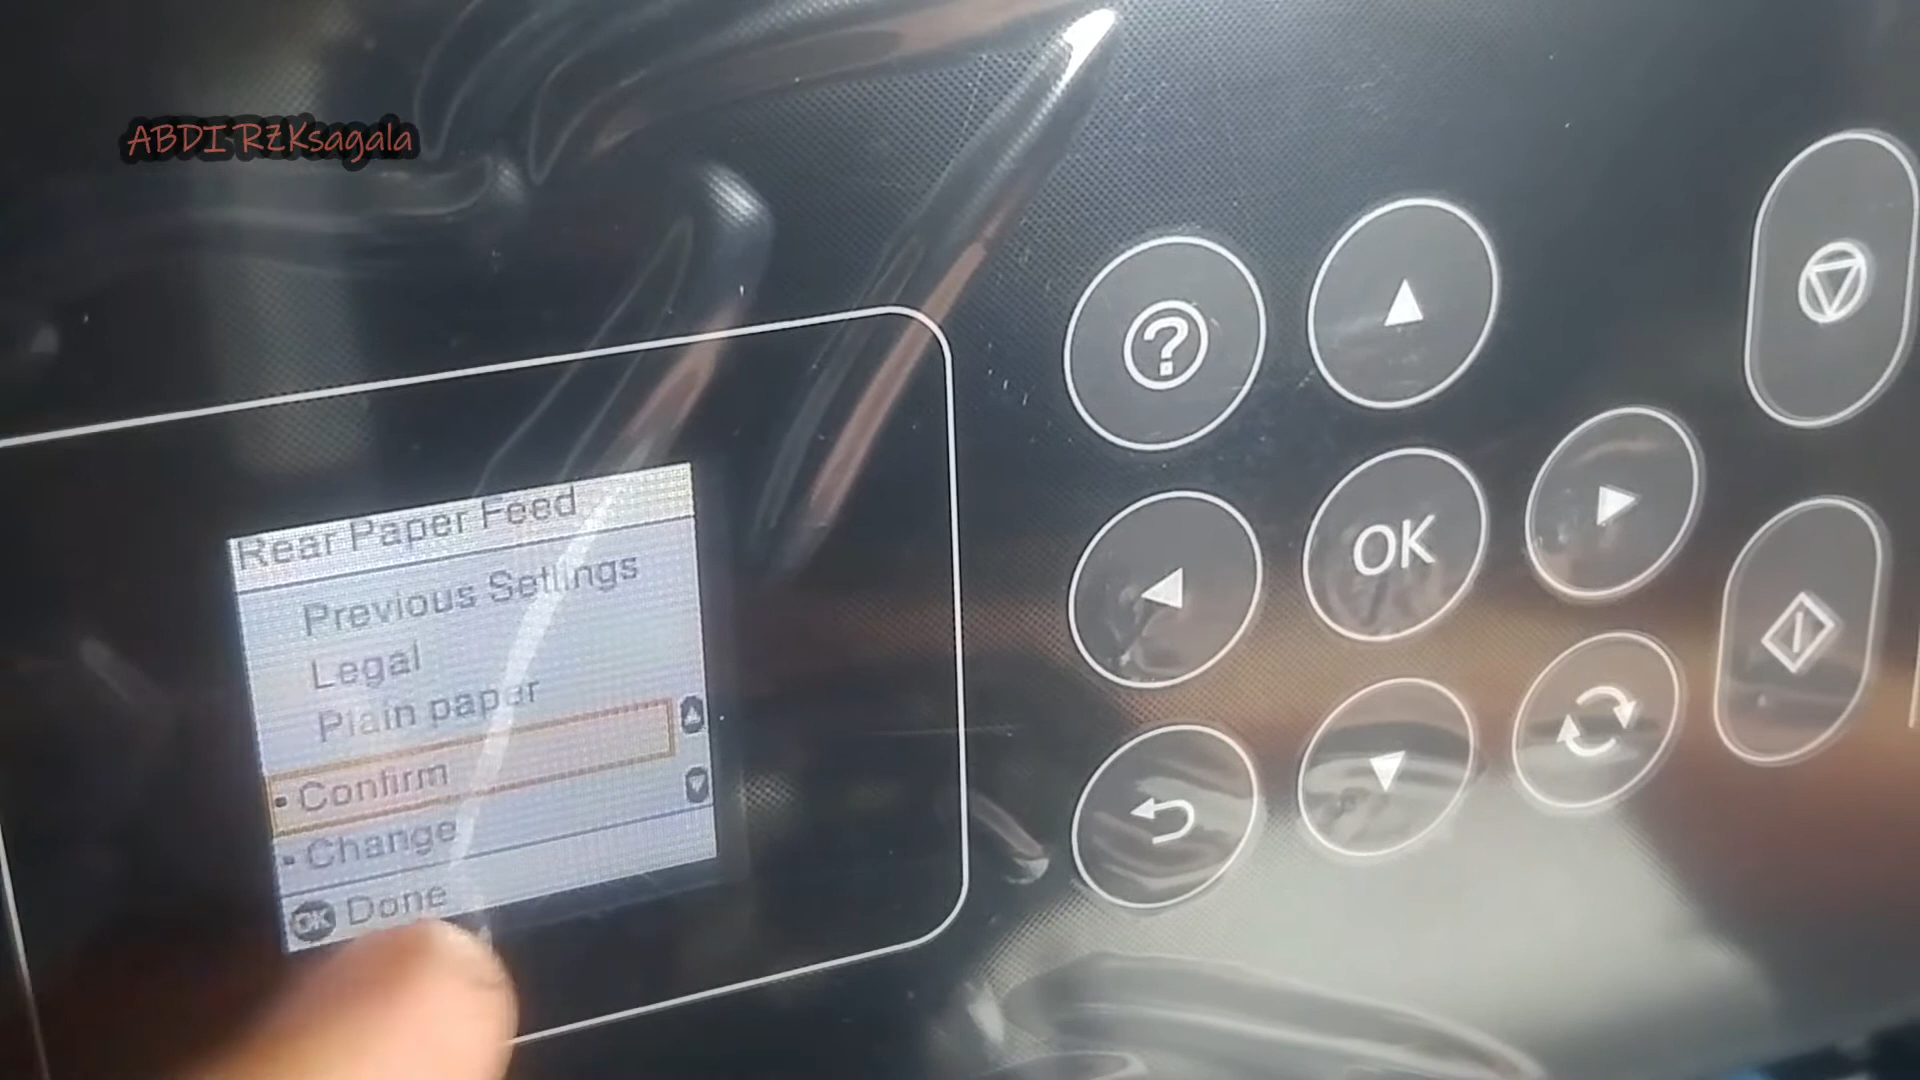 ABDI RZKsagala
Rear Paper Feed
Previous Settings
Legal
Plain paper
• Confirm
• Change
OK Done
?
OK